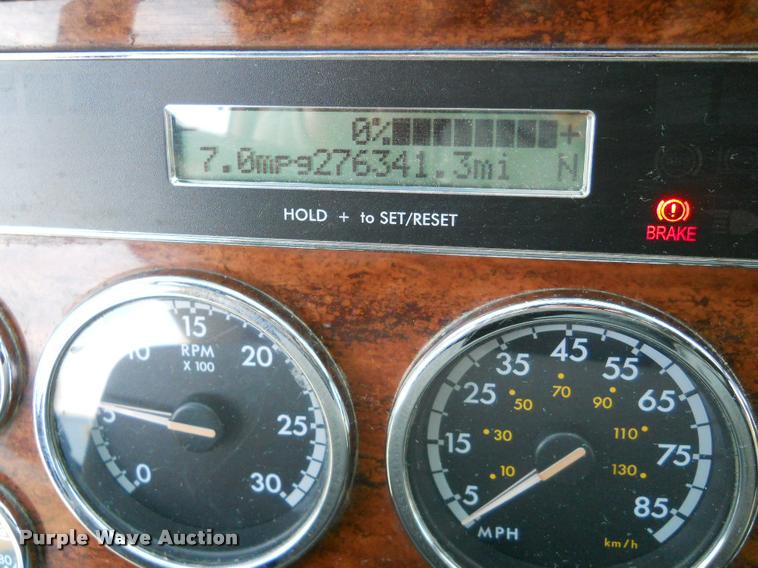 - 0% +
7.0mpg276341.3mi N
HOLD + to SET/RESET
BRAKE
0
5
10
15
20
25
30
RPM
X 100
5
15
25
35
45
55
65
75
85
10
30
50
70
90
110
130
MPH
km/h
80
Purple Wave Auction